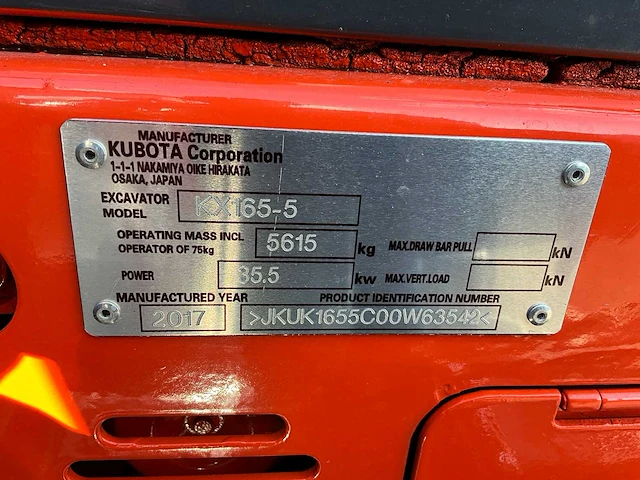 MANUFACTURER
KUBOTA Corporation
1-1-1 NAKAMIYA OIKE HIRAKATA
OSAKA, JAPAN
EXCAVATOR MODEL KX165-5
OPERATING MASS INCL OPERATOR OF 75kg 5615 kg MAX.DRAW BAR PULL kN
POWER 35.5 kw MAX.VERT.LOAD kN
MANUFACTURED YEAR PRODUCT IDENTIFICATION NUMBER
2017 >JKUK1655C00W63542<